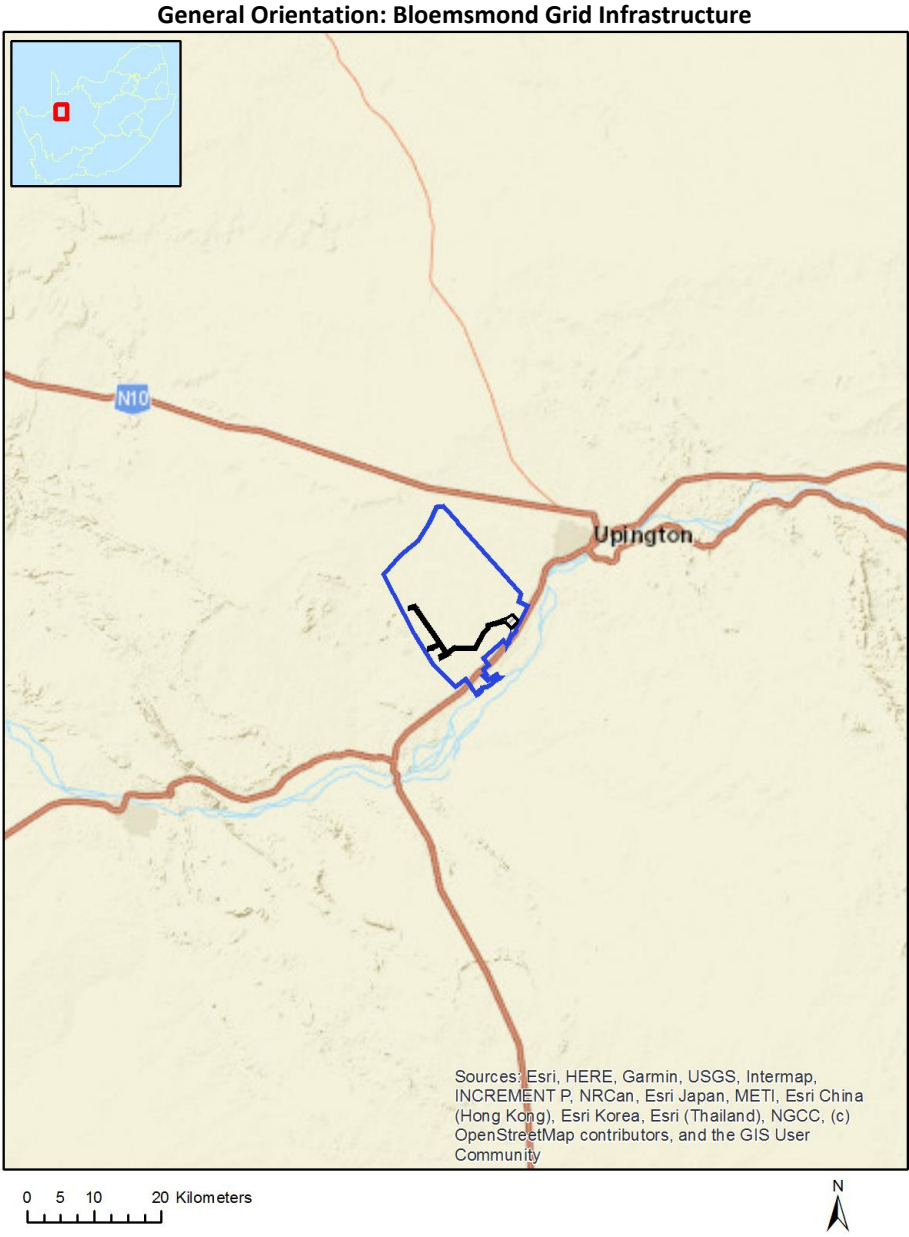 General Orientation: Bloemsmond Grid Infrastructure
N10
Upington
Sources: Esri, HERE, Garmin, USGS, Intermap,
INCREMENT P, NRCan, Esri Japan, METI, Esri China
(Hong Kong), Esri Korea, Esri (Thailand), NGCC, (c)
OpenStreetMap contributors, and the GIS User
Community
0 5 10 20 Kilometers
N